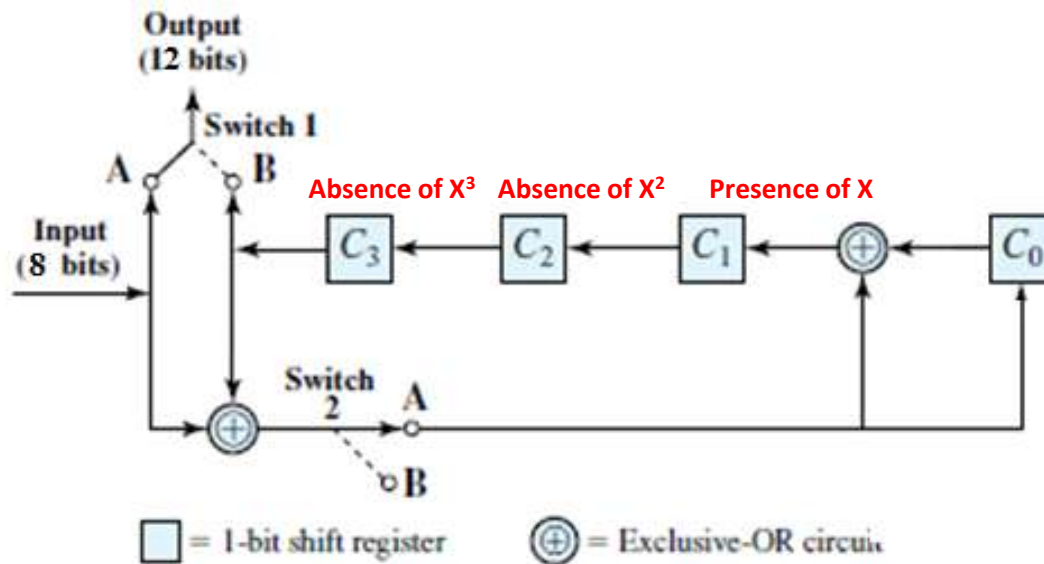 Output
(12 bits)
Switch 1
A
B
Absence of X³ Absence of X² Presence of X
Input
(8 bits)
C₃
C₂
C₁
C₀
Switch
2
A
B
= 1-bit shift register
= Exclusive-OR circuit